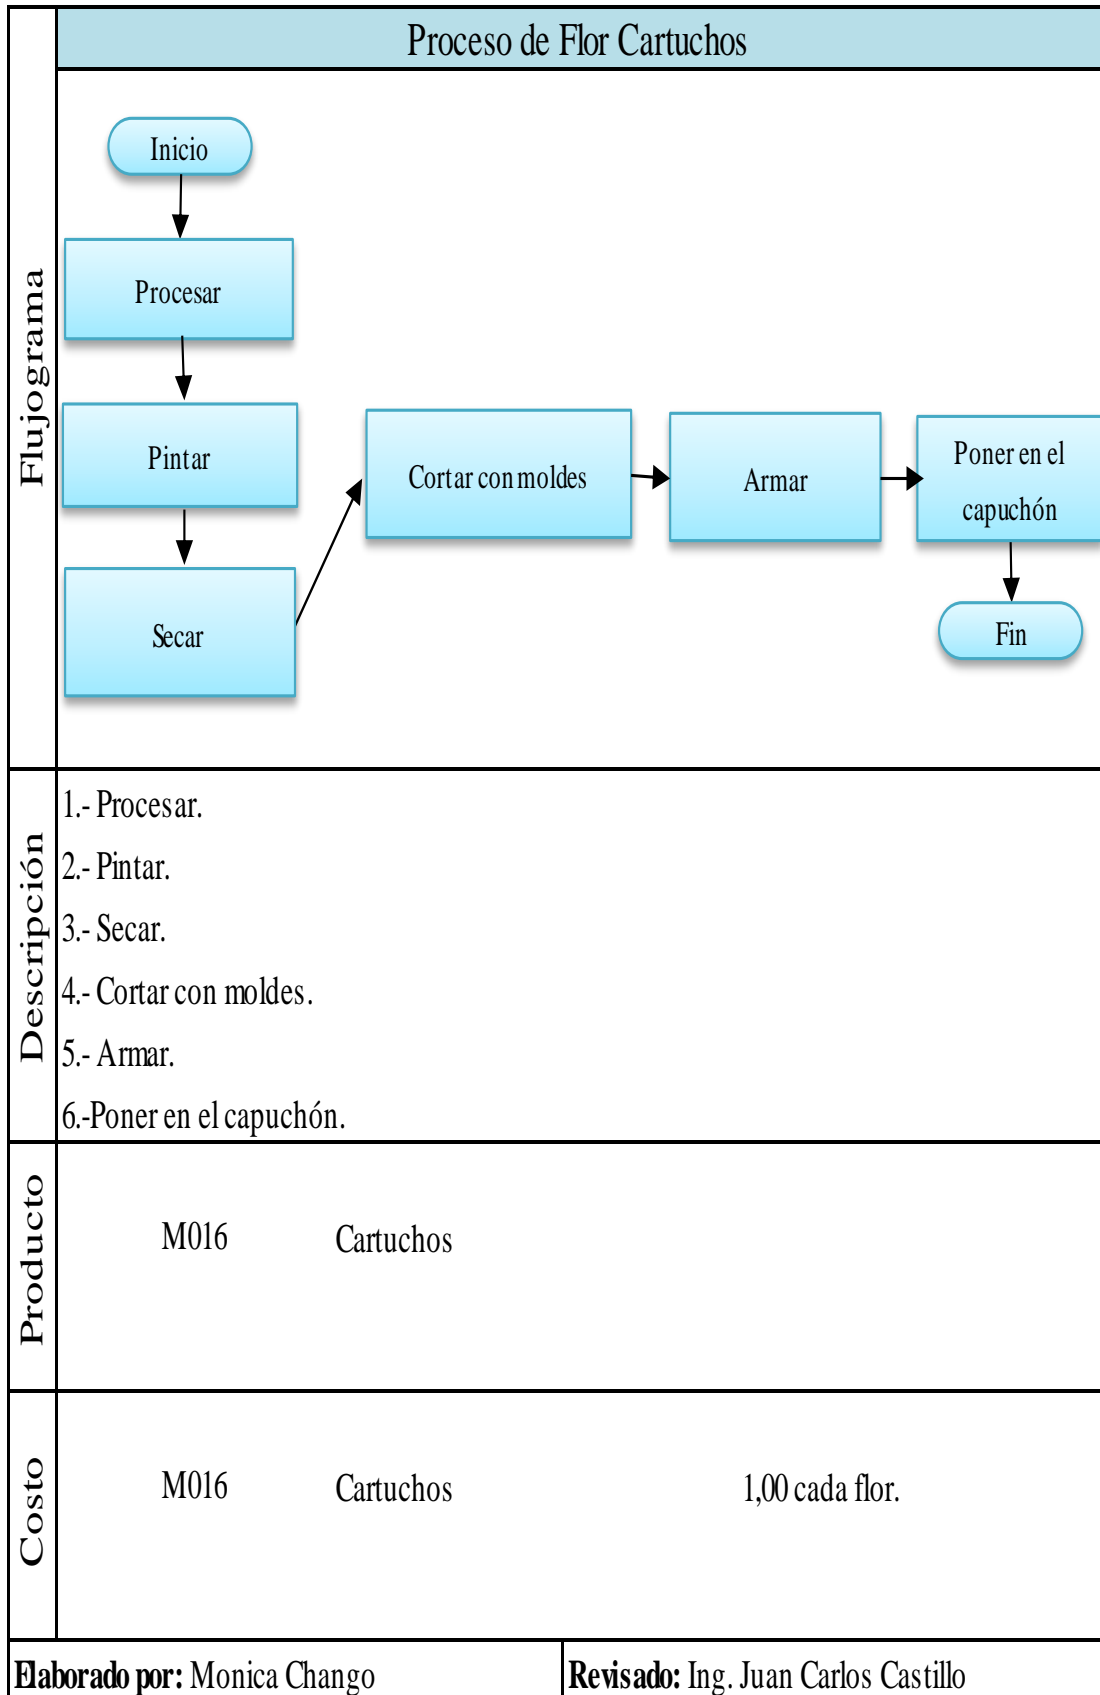 Proceso de Flor Cartuchos
Flujograma
Inicio
Procesar
Pintar
Secar
Cortar con moldes
Armar
Poner en el
capuchón
Fin
Descripción
1.- Procesar.
2.- Pintar.
3.- Secar.
4.- Cortar con moldes.
5.- Armar.
6.-Poner en el capuchón.
Producto
M016 Cartuchos
Costo
M016 Cartuchos 1,00 cada flor.
Elaborado por: Monica Chango
Revisado: Ing. Juan Carlos Castillo